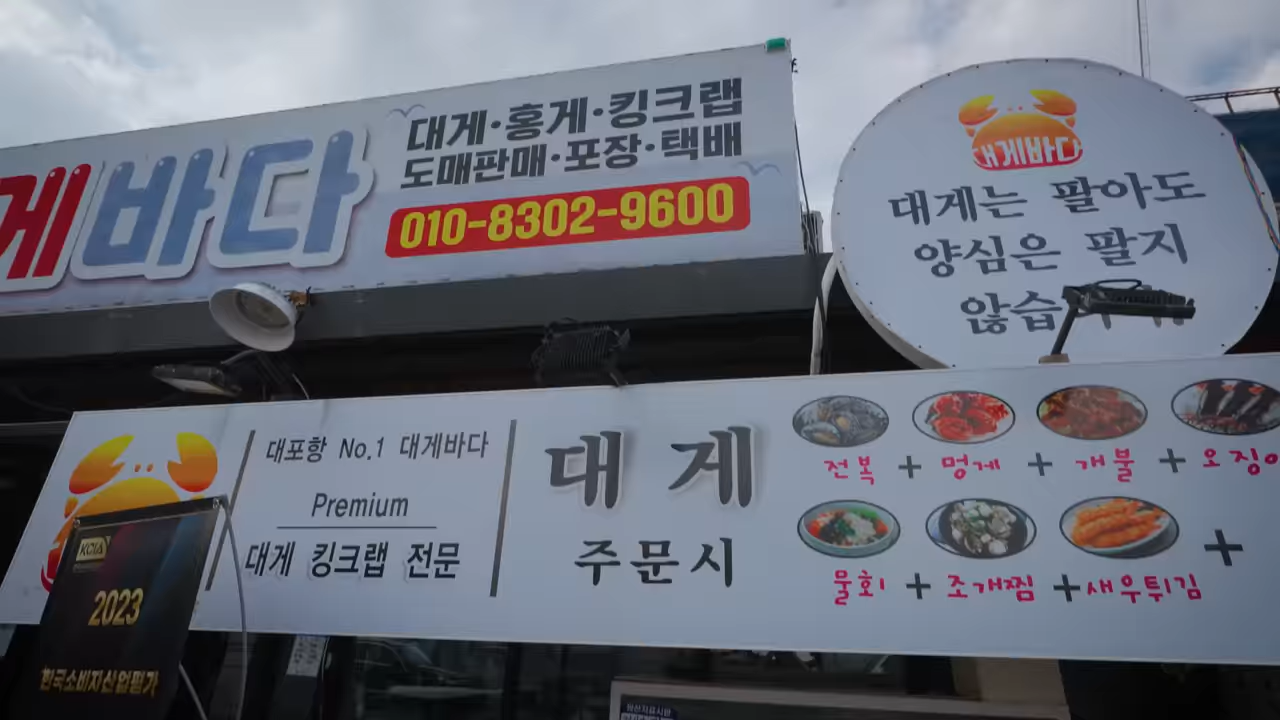 게바다
대게·홍게·킹크랩
도매판매·포장·택배
010-8302-9600
대게바다
대게는 팔아도
양심은 팔지
않습
대포항 No.1 대게바다
Premium
대게 킹크랩 전문
대게
주문시
전복 + 멍게 + 개불 + 오징어
물회 + 조개찜 + 새우튀김 +
KCIA
2023
한국소비자산업평가